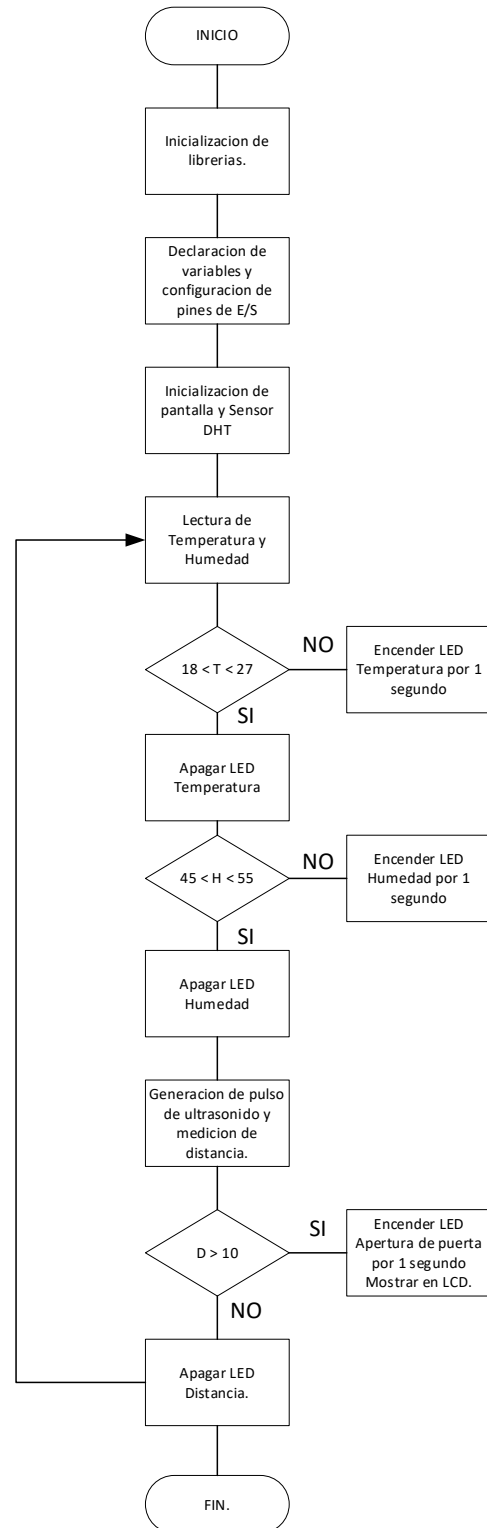 INICIO
Inicializacion de
librerias.
Declaracion de
variables y
configuracion de
pines de E/S
Inicializacion de
pantalla y Sensor
DHT
Lectura de
Temperatura y
Humedad
18 < T < 27
NO
Encender LED
Temperatura por 1
segundo
SI
Apagar LED
Temperatura
45 < H < 55
NO
Encender LED
Humedad por 1
segundo
SI
Apagar LED
Humedad
Generacion de pulso
de ultrasonido y
medicion de
distancia.
D > 10
SI
Encender LED
Apertura de puerta
por 1 segundo
Mostrar en LCD.
NO
Apagar LED
Distancia.
FIN.